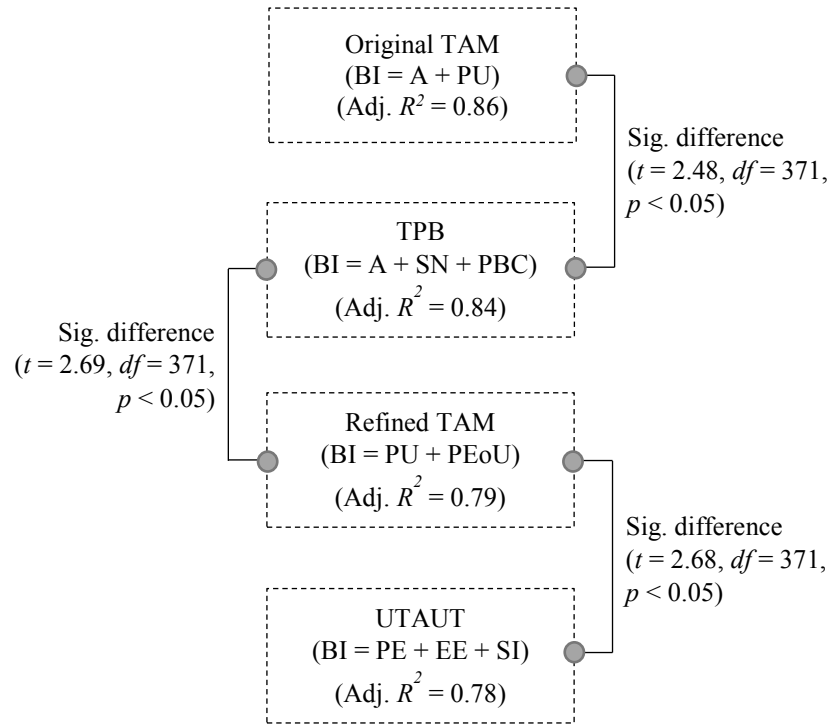 Original TAM
(BI = A + PU)
(Adj. R² = 0.86)
Sig. difference
(t = 2.48, df = 371,
p < 0.05)
TPB
(BI = A + SN + PBC)
(Adj. R² = 0.84)
Sig. difference
(t = 2.69, df = 371,
p < 0.05)
Refined TAM
(BI = PU + PEoU)
(Adj. R² = 0.79)
Sig. difference
(t = 2.68, df = 371,
p < 0.05)
UTAUT
(BI = PE + EE + SI)
(Adj. R² = 0.78)